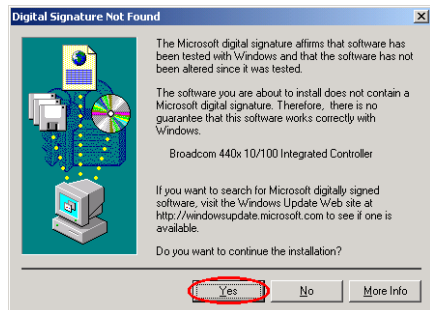 Digital Signature Not Found
The Microsoft digital signature affirms that software has
been tested with Windows and that the software has not
been altered since it was tested.
The software you are about to install does not contain a
Microsoft digital signature. Therefore, there is no
guarantee that this software works correctly with
Windows.
Broadcom 440x 10/100 Integrated Controller
If you want to search for Microsoft digitally signed
software, visit the Windows Update Web site at
http://windowsupdate.microsoft.com to see if one is
available.
Do you want to continue the installation?
Yes No More Info